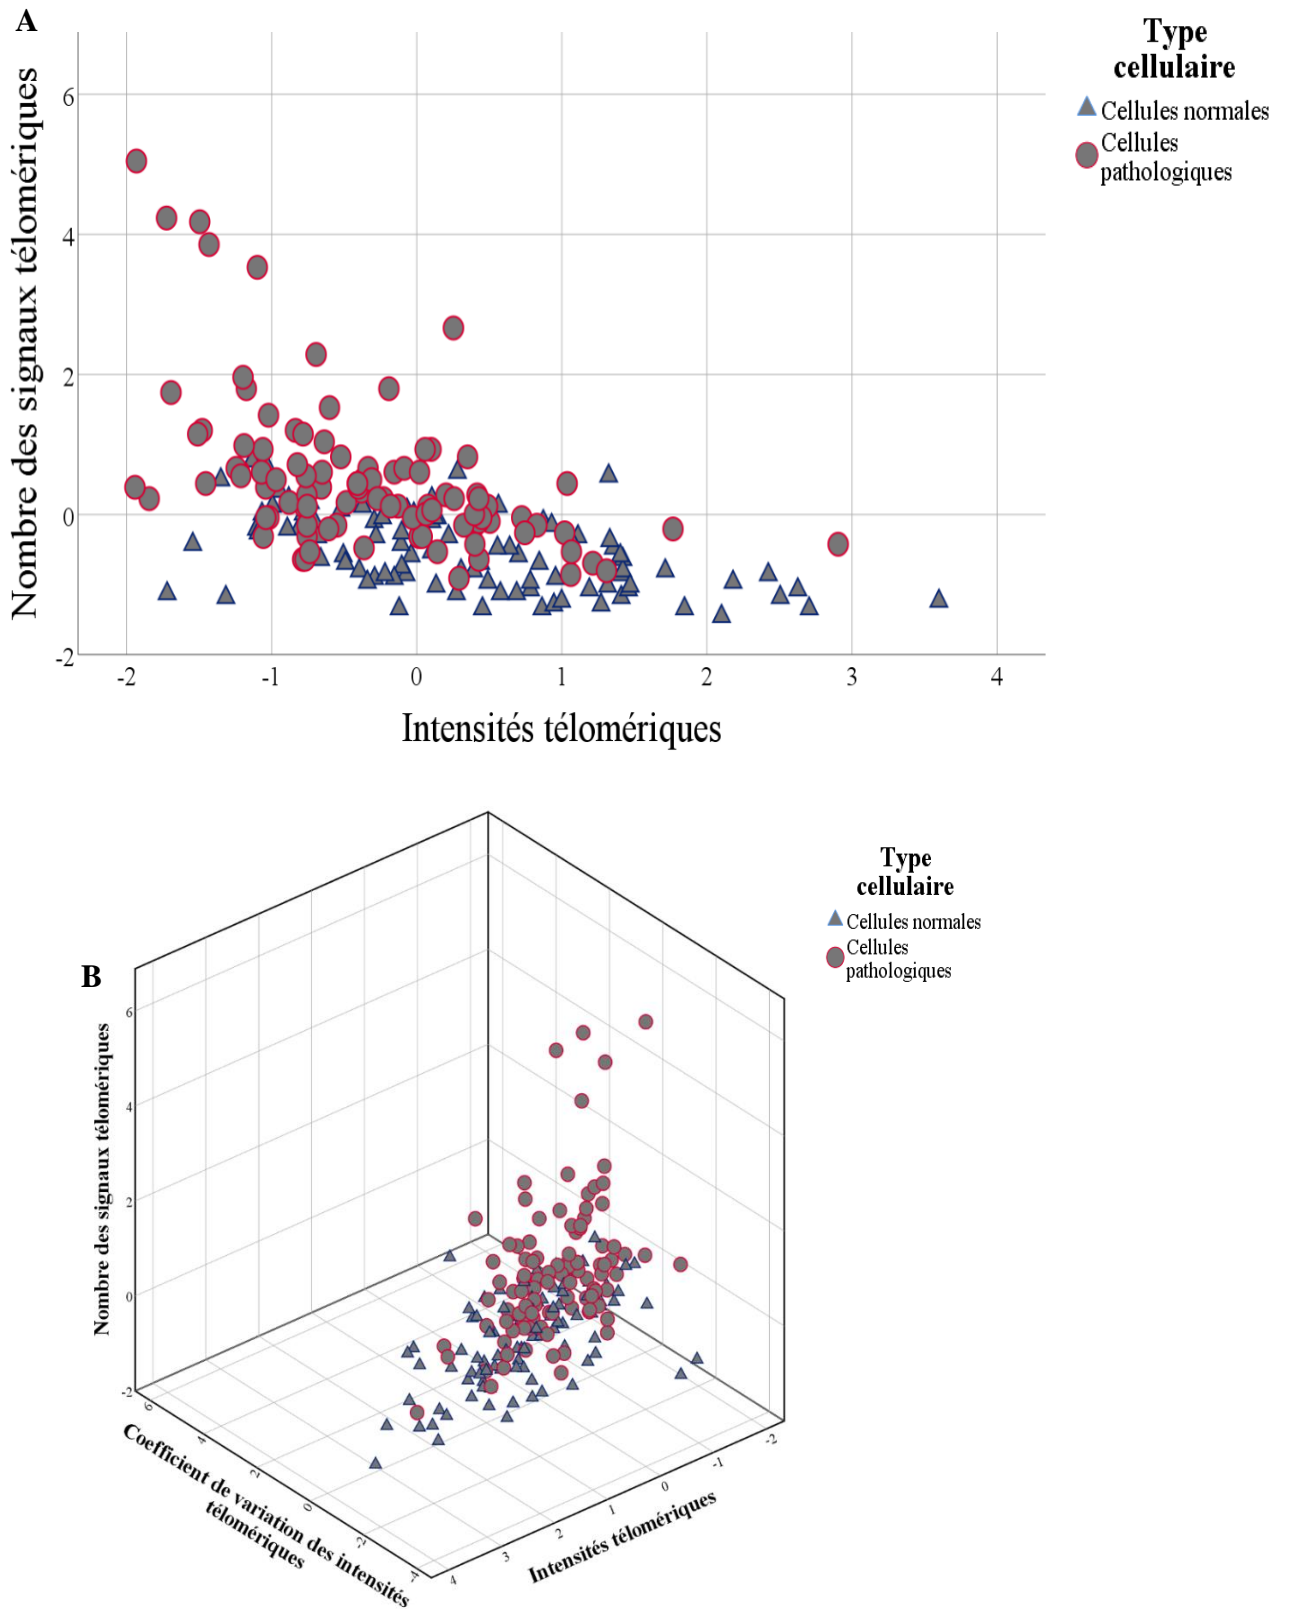 A
Type
cellulaire
Cellules normales
Cellules
pathologiques
Nombre des signaux télomériques
6
4
2
0
-2
-2
-1
0
1
2
3
4
Intensités télomériques
B
Type
cellulaire
Cellules normales
Cellules
pathologiques
Nombre des signaux télomériques
6
4
2
0
-2
6
4
2
0
-2
-4
Coefficient de variation des intensités
télomériques
4
3
2
1
0
-1
-2
Intensités télomériques